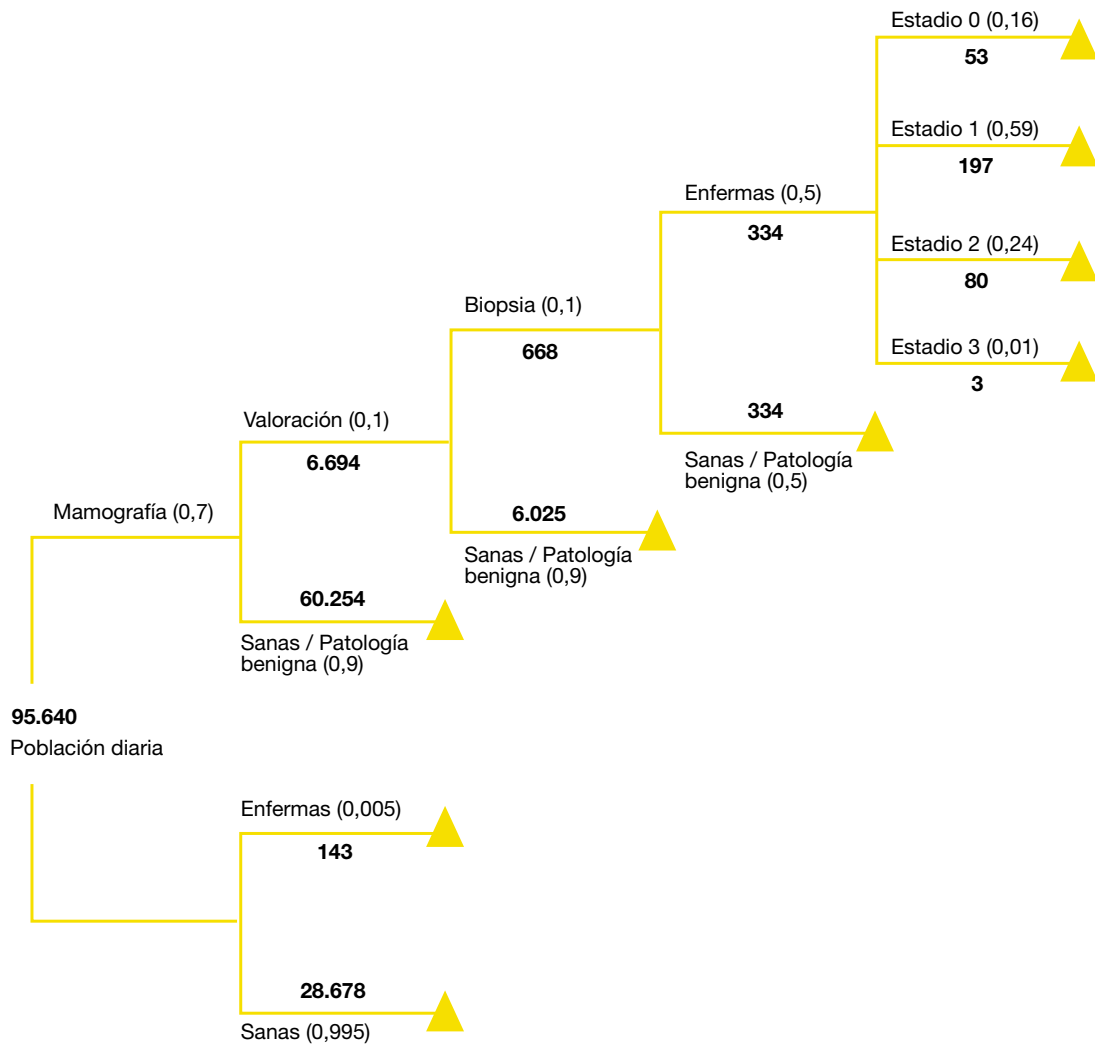 Estadio 0 (0,16)
53
Estadio 1 (0,59)
197
Enfermas (0,5)
334
Estadio 2 (0,24)
80
Biopsia (0,1)
668
Estadio 3 (0,01)
3
Valoración (0,1)
6.694
334
Sanas / Patología
benigna (0,5)
Mamografía (0,7)
6.025
Sanas / Patología
benigna (0,9)
60.254
Sanas / Patología
benigna (0,9)
95.640
Población diaria
Enfermas (0,005)
143
28.678
Sanas (0,995)